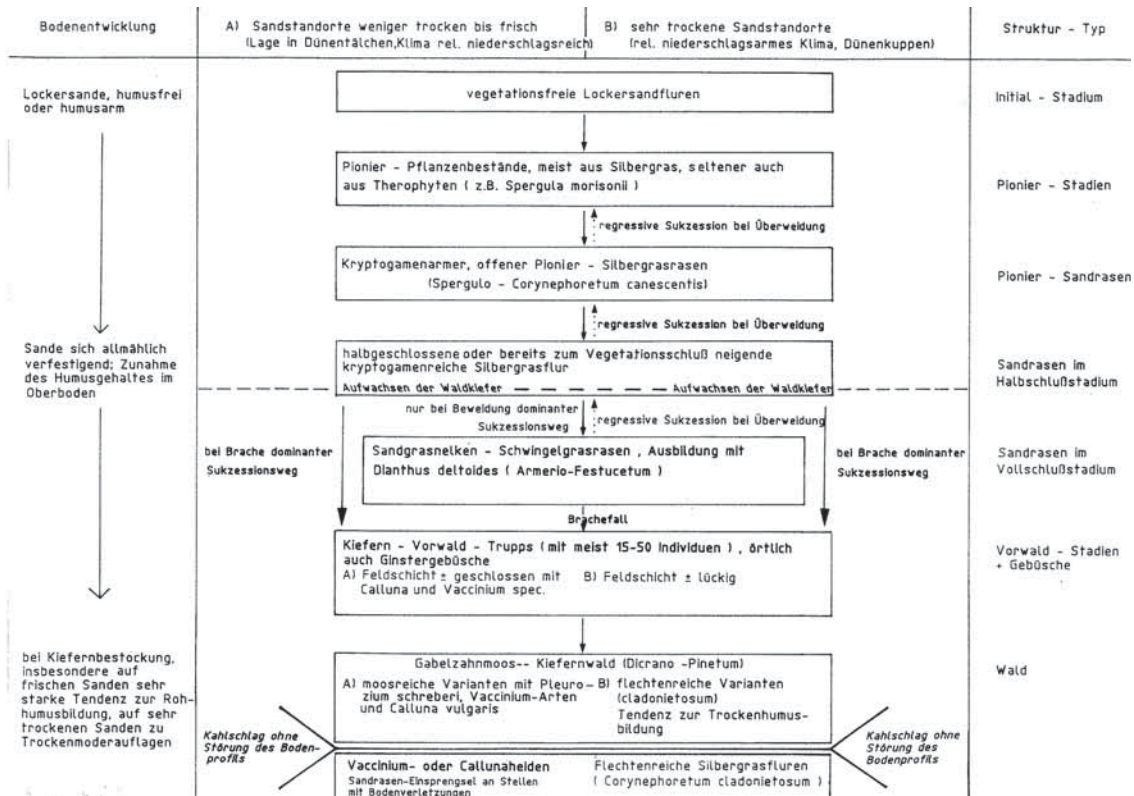 Bodenentwicklung
A) Sandstandorte weniger trocken bis frisch
(Lage in Dünentälchen,Klima rel. niederschlagsreich)
B) sehr trockene Sandstandorte
(rel. niederschlagsarmes Klima, Dünenkuppen)
Struktur - Typ
Lockersande, humusfrei
oder humusarm
vegetationsfreie Lockersandfluren
Initial - Stadium
Pionier - Pflanzenbestände, meist aus Silbergras, seltener auch
aus Therophyten ( z.B. Spergula morisonii )
Pionier - Stadien
regressive Sukzession bei Überweidung
Kryptogamenarmer, offener Pionier - Silbergrasrasen
(Spergulo - Corynephoretum canescentis)
Pionier - Sandrasen
regressive Sukzession bei Überweidung
Sande sich allmählich
verfestigend; Zunahme
des Humusgehaltes im
Oberboden
halbgeschlossene oder bereits zum Vegetationsschluß neigende
kryptogamenreiche Silbergrasflur
Aufwachsen der Waldkiefer — — — — Aufwachsen der Waldkiefer
Sandrasen im
Halbschlußstadium
nur bei Beweidung dominanter
Sukzessionsweg
regressive Sukzession bei Überweidung
bei Brache dominanter
Sukzessionsweg
Sandgrasnelken - Schwingelgrasrasen , Ausbildung mit
Dianthus deltoides ( Armerio-Festucetum )
bei Brache dominanter
Sukzessionsweg
Sandrasen im
Vollschlußstadium
Brachefall
Kiefern - Vorwald - Trupps ( mit meist 15-50 Individuen ) , örtlich
auch Ginstergebüsche
A) Feldschicht ± geschlossen mit
Calluna und Vaccinium spec.
B) Feldschicht ± lückig
Vorwald - Stadien
+ Gebüsche
bei Kiefernbestockung,
insbesondere auf
frischen Sanden sehr
starke Tendenz zur Roh-
humusbildung, auf sehr
trockenen Sanden zu
Trockenmoderauflagen
Gabelzahnmoos-- Kiefernwald (Dicrano -Pinetum)
A) moosreiche Varianten mit Pleuro-
zium schreberi, Vaccinium-Arten
und Calluna vulgaris
B) flechtenreiche Varianten
(cladonietosum)
Tendenz zur Trockenhumus-
bildung
Wald
Kahlschlag ohne
Störung des Boden-
profils
Kahlschlag ohne
Störung des
Bodenprofils
Vaccinium- oder Callunaheiden
Sandrasen-Einsprengsel an Stellen
mit Bodenverletzungen
Flechtenreiche Silbergrasfluren
( Corynephoretum cladonietosum )